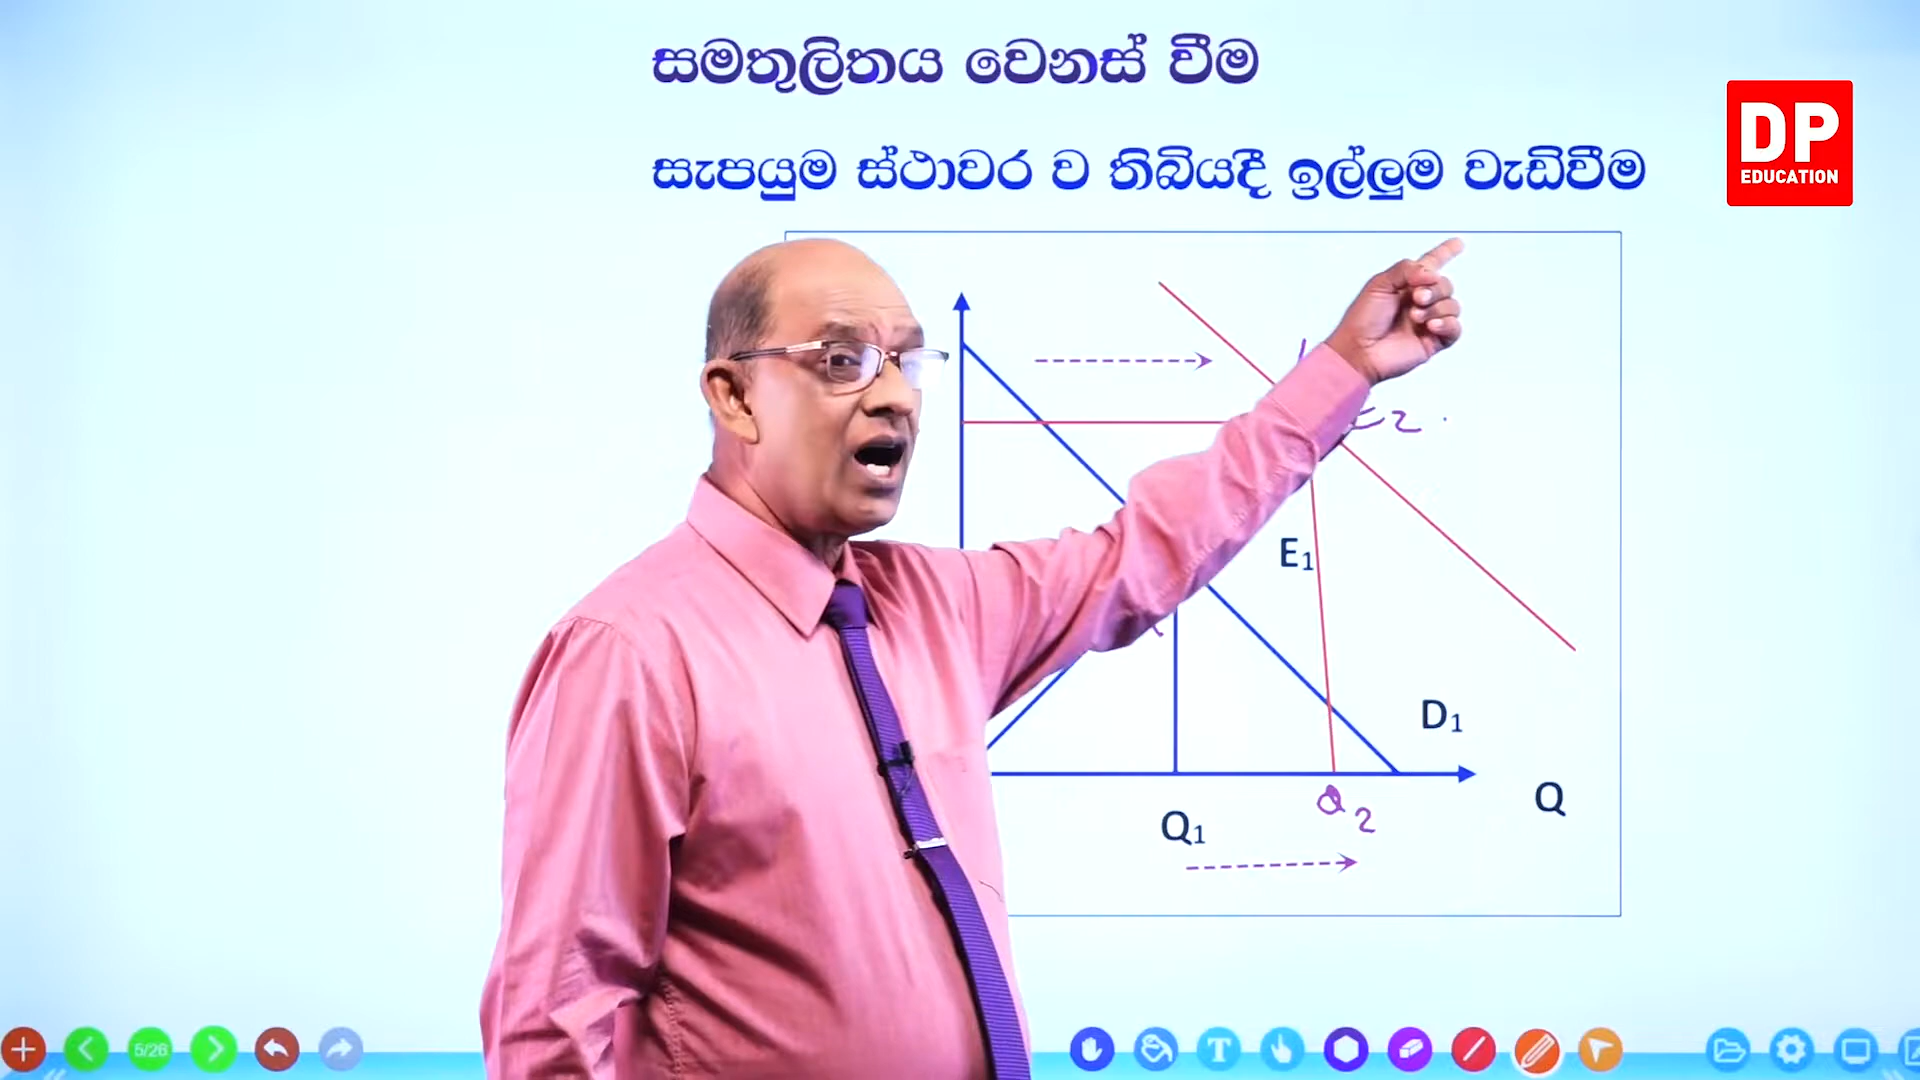 සමතුලිතය වෙනස් වීම
සැපයුම ස්ථාවර ව තිබියදී ඉල්ලුම වැඩිවීම
DP
EDUCATION
E₁
D₁
Q
Q₁
Q₂
5/26